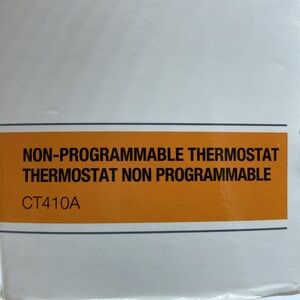 NON-PROGRAMMABLE THERMOSTAT
THERMOSTAT NON PROGRAMMABLE
CT410A